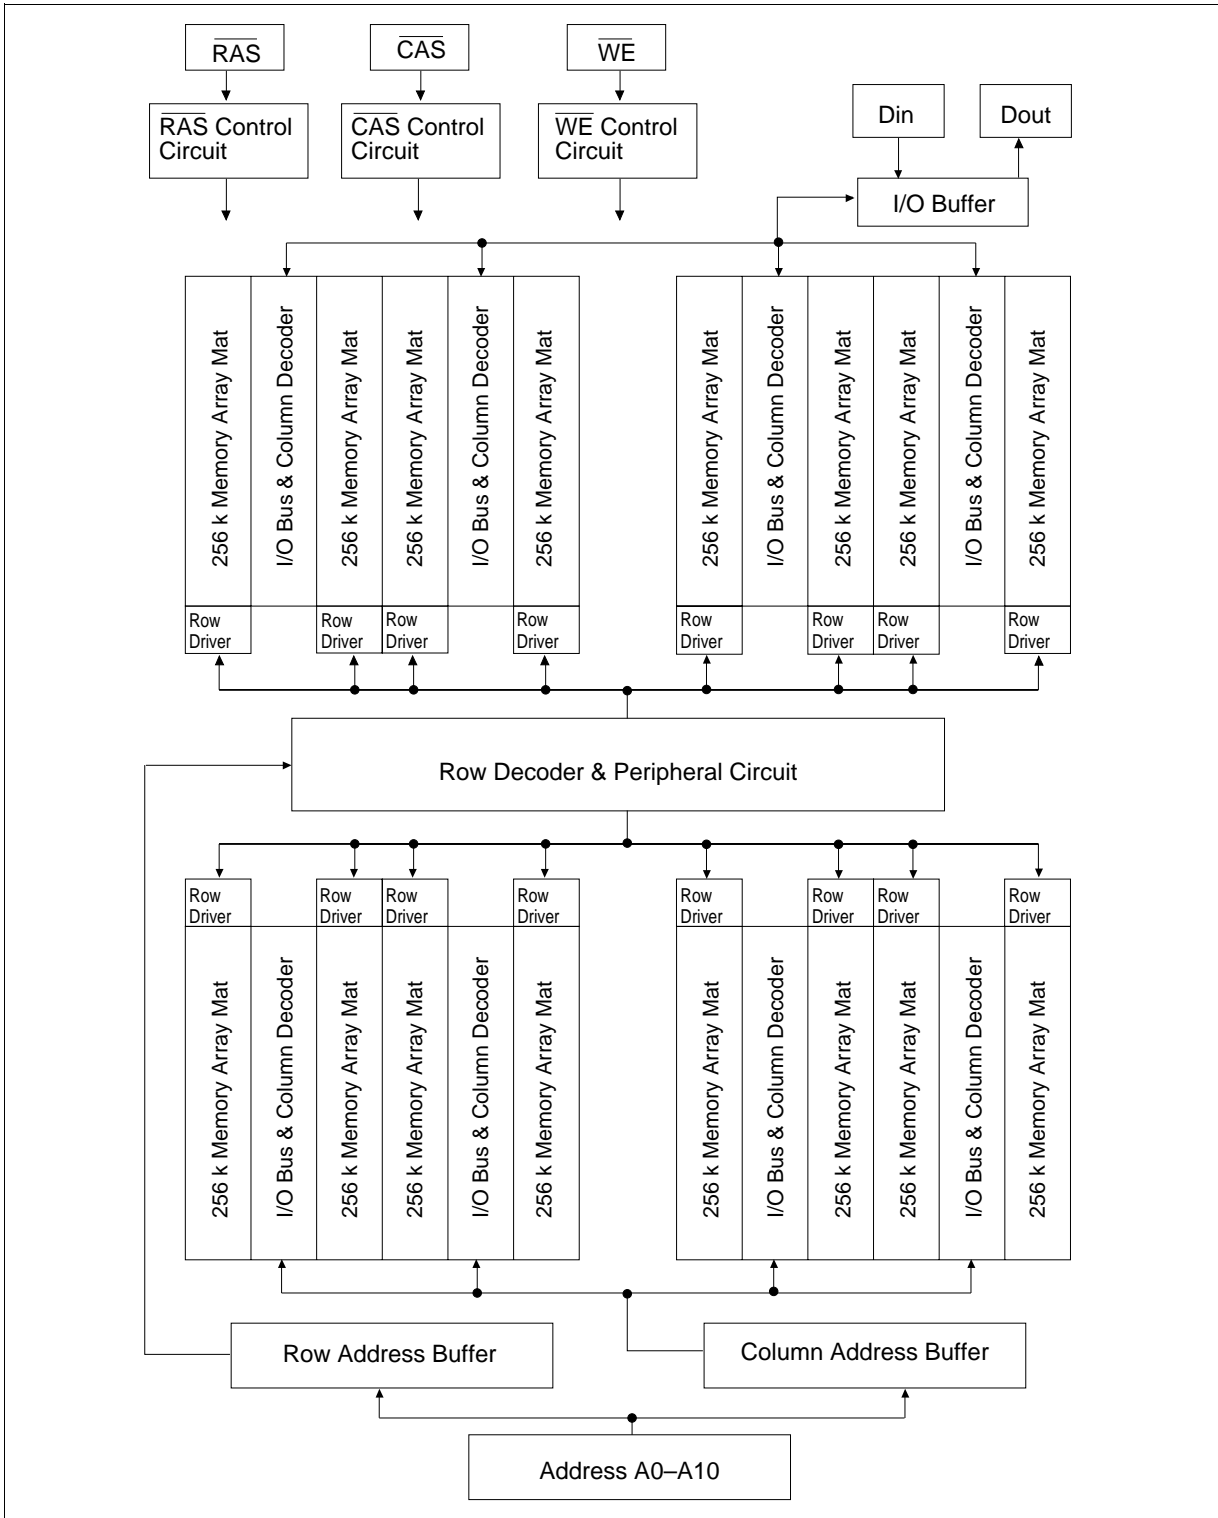 RAS
CAS
WE
RAS Control
Circuit
CAS Control
Circuit
WE Control
Circuit
Din
Dout
I/O Buffer
256 k Memory Array Mat
I/O Bus & Column Decoder
256 k Memory Array Mat
256 k Memory Array Mat
I/O Bus & Column Decoder
256 k Memory Array Mat
256 k Memory Array Mat
I/O Bus & Column Decoder
256 k Memory Array Mat
256 k Memory Array Mat
I/O Bus & Column Decoder
256 k Memory Array Mat
Row
Driver
Row
Driver
Row
Driver
Row
Driver
Row
Driver
Row
Driver
Row
Driver
Row
Driver
Row Decoder & Peripheral Circuit
Row
Driver
Row
Driver
Row
Driver
Row
Driver
Row
Driver
Row
Driver
Row
Driver
Row
Driver
256 k Memory Array Mat
I/O Bus & Column Decoder
256 k Memory Array Mat
256 k Memory Array Mat
I/O Bus & Column Decoder
256 k Memory Array Mat
256 k Memory Array Mat
I/O Bus & Column Decoder
256 k Memory Array Mat
256 k Memory Array Mat
I/O Bus & Column Decoder
256 k Memory Array Mat
Row Address Buffer
Column Address Buffer
Address A0–A10